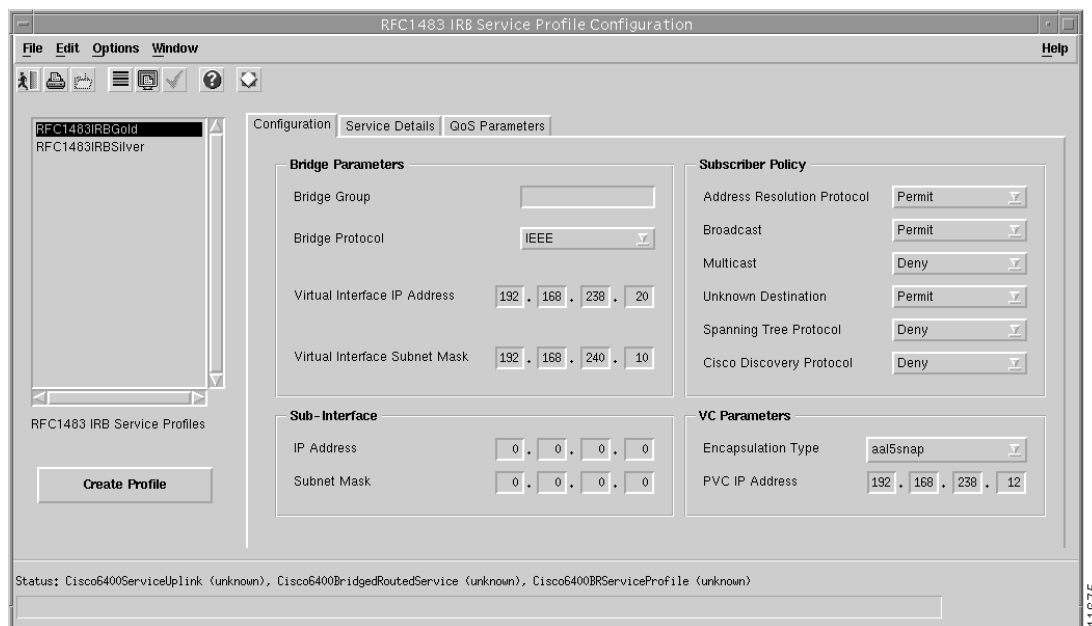 RFC1483 IRB Service Profile Configuration
File Edit Options Window Help
RFC1483IRBGold
RFC1483IRBSilver
RFC1483 IRB Service Profiles
Create Profile
Configuration Service Details QoS Parameters
Bridge Parameters
Bridge Group
Bridge Protocol IEEE
Virtual Interface IP Address 192 . 168 . 238 . 20
Virtual Interface Subnet Mask 192 . 168 . 240 . 10
Subscriber Policy
Address Resolution Protocol Permit
Broadcast Permit
Multicast Deny
Unknown Destination Permit
Spanning Tree Protocol Deny
Cisco Discovery Protocol Deny
Sub-Interface
IP Address 0 . 0 . 0 . 0
Subnet Mask 0 . 0 . 0 . 0
VC Parameters
Encapsulation Type aal5snap
PVC IP Address 192 . 168 . 238 . 12
Status: Cisco6400ServiceUplink (unknown), Cisco6400BridgedRoutedService (unknown), Cisco6400BRServiceProfile (unknown)